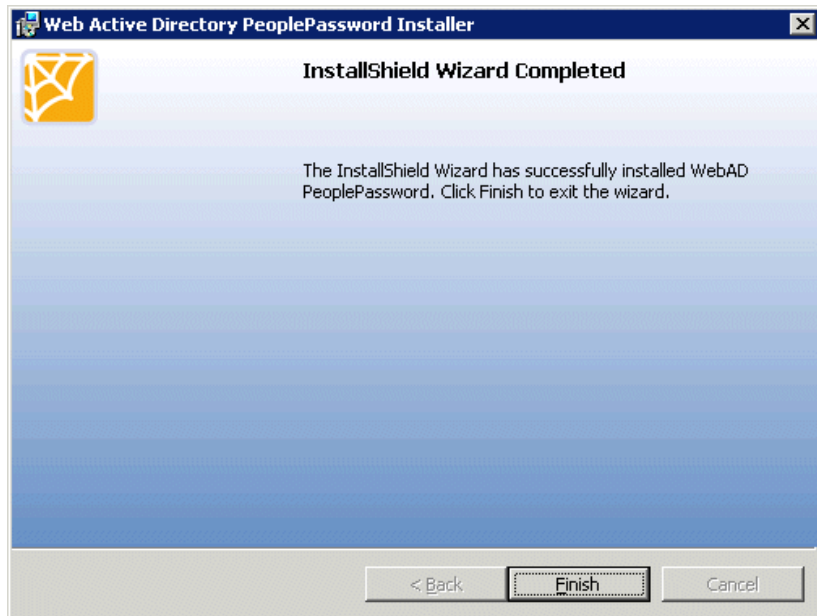 Web Active Directory PeoplePassword Installer
InstallShield Wizard Completed
The InstallShield Wizard has successfully installed WebAD
PeoplePassword. Click Finish to exit the wizard.
< Back
Finish
Cancel